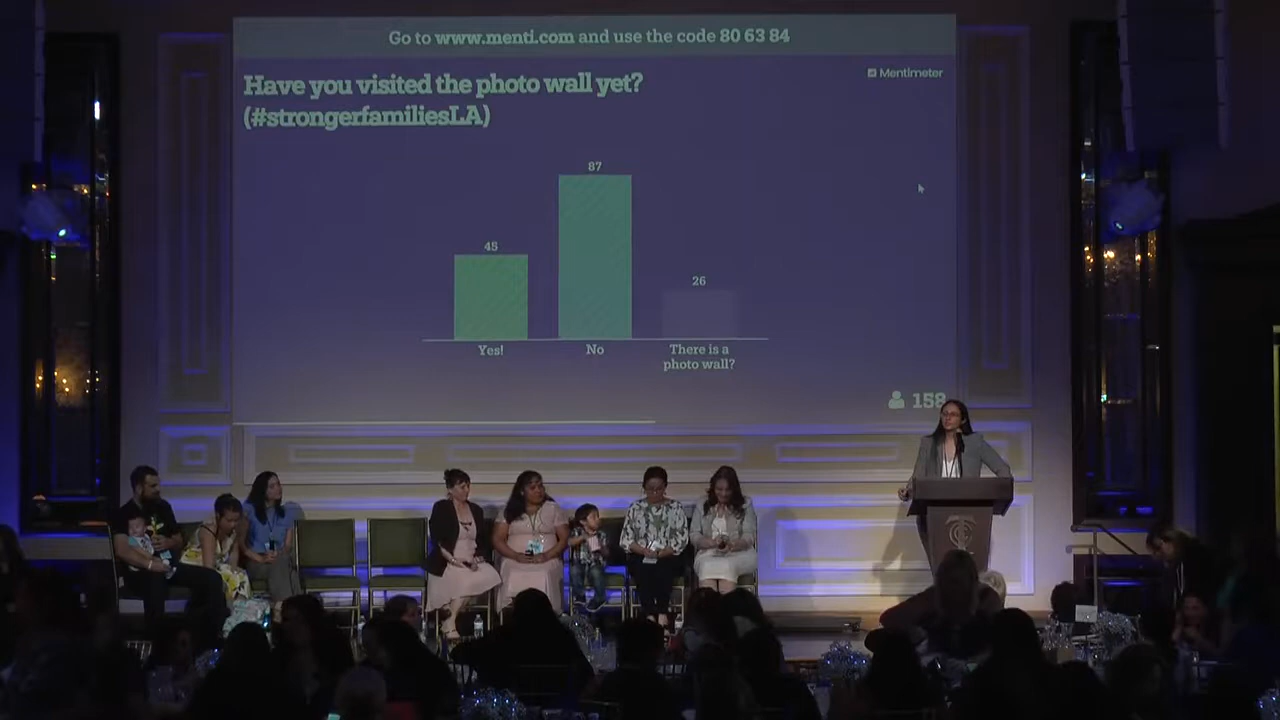 Go to www.menti.com and use the code 80 63 84
Have you visited the photo wall yet?
Mentimeter
(#strongerfamiliesLA)
87
45
26
Yes!
No
There is a
photo wall?
158